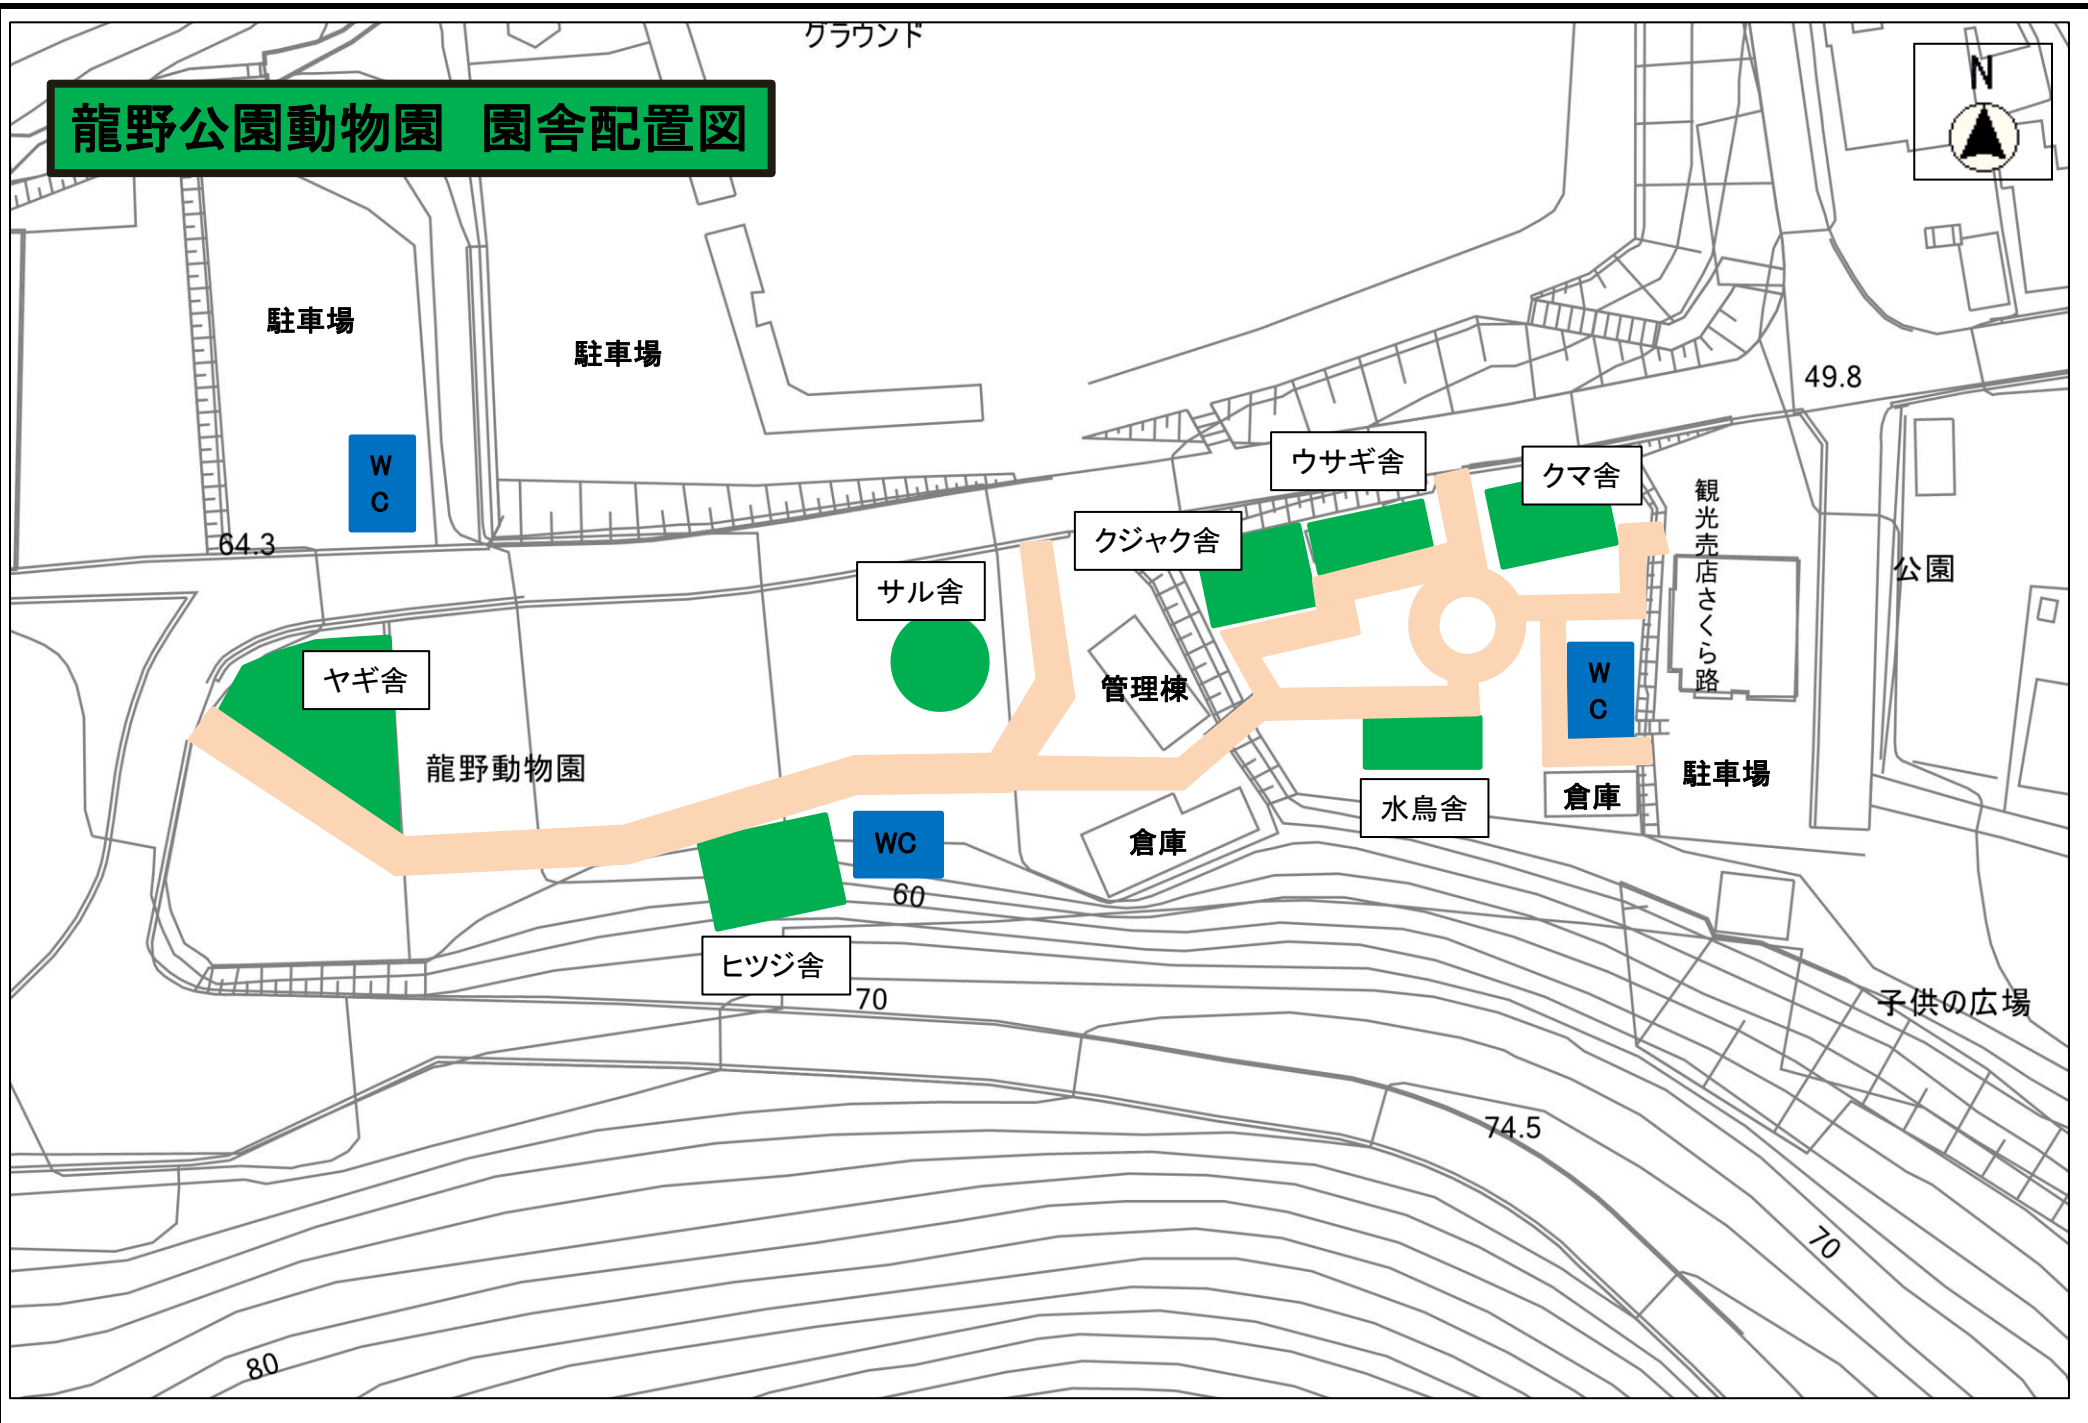 グラウンド
龍野公園動物園　園舎配置図
N
駐車場
駐車場
49.8
ウサギ舎
クマ舎
W
C
観光売店さくら路
クジャク舎
64.3
公園
サル舎
ヤギ舎
管理棟
W
C
龍野動物園
駐車場
倉庫
水鳥舎
WC
倉庫
60
ヒツジ舎
70
子供の広場
74.5
70
80